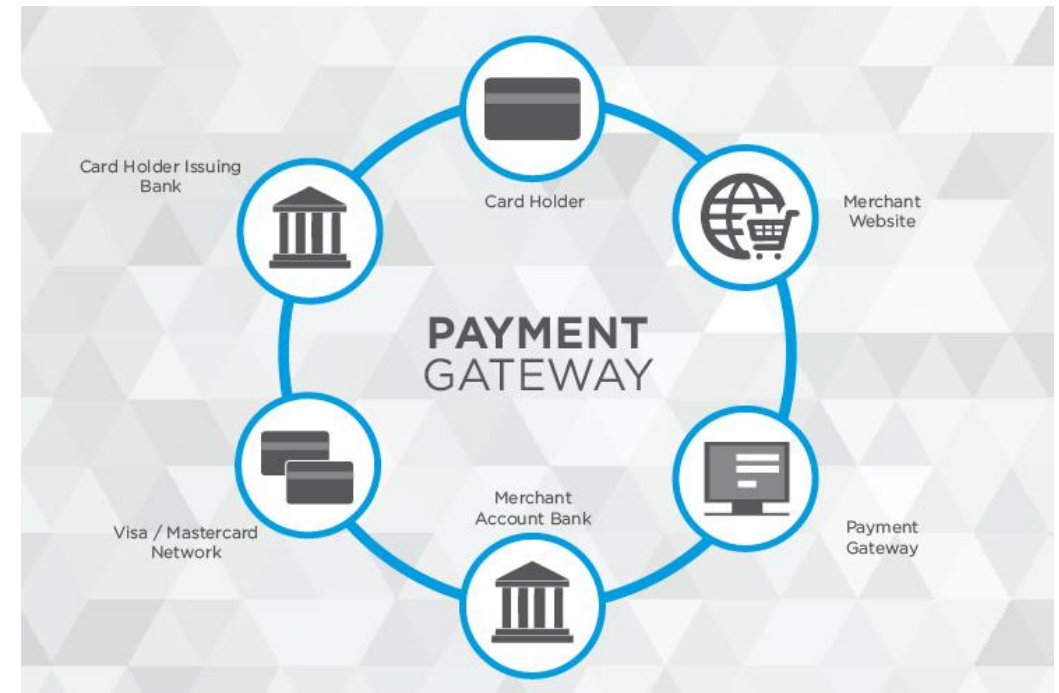 Card Holder Issuing
Bank
Card Holder
Merchant
Website
PAYMENT
GATEWAY
Merchant
Account Bank
Visa / Mastercard
Network
Payment
Gateway